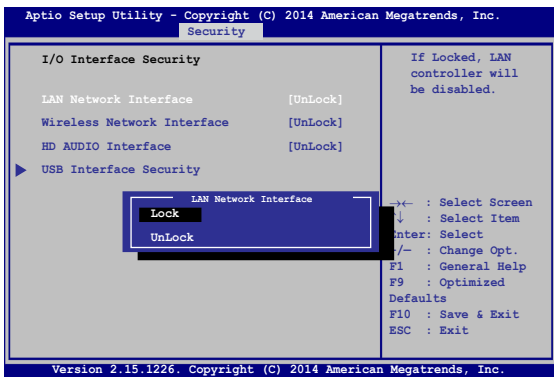 Aptio Setup Utility - Copyright (C) 2014 American Megatrends, Inc.
Security
I/O Interface Security
LAN Network Interface [UnLock]
Wireless Network Interface [UnLock]
HD AUDIO Interface [UnLock]
USB Interface Security
LAN Network Interface
Lock
UnLock
If Locked, LAN
controller will
be disabled.
→← : Select Screen
↑↓ : Select Item
Enter: Select
+/— : Change Opt.
F1 : General Help
F9 : Optimized
Defaults
F10 : Save & Exit
ESC : Exit
Version 2.15.1226. Copyright (C) 2014 American Megatrends, Inc.